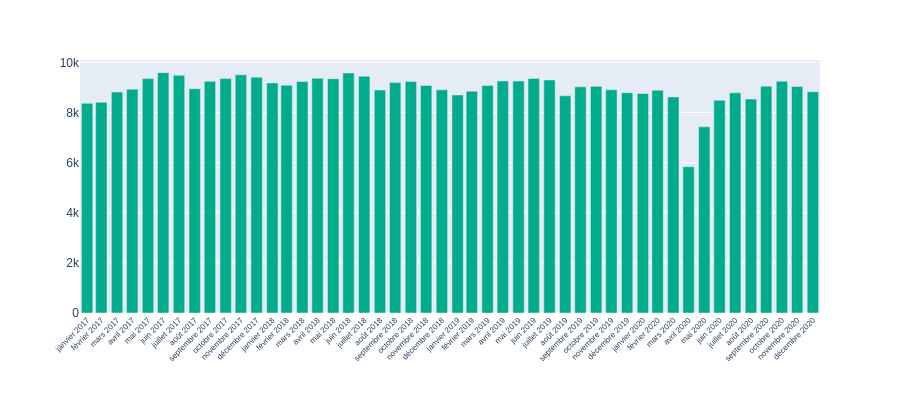 10k
8k
6k
4k
2k
0
janvier 2017
février 2017
mars 2017
avril 2017
mai 2017
juin 2017
juillet 2017
août 2017
septembre 2017
octobre 2017
novembre 2017
décembre 2017
janvier 2018
février 2018
mars 2018
avril 2018
mai 2018
juin 2018
juillet 2018
août 2018
septembre 2018
octobre 2018
novembre 2018
décembre 2018
janvier 2019
février 2019
mars 2019
avril 2019
mai 2019
juin 2019
juillet 2019
août 2019
septembre 2019
octobre 2019
novembre 2019
décembre 2019
janvier 2020
février 2020
mars 2020
avril 2020
mai 2020
juin 2020
juillet 2020
août 2020
septembre 2020
octobre 2020
novembre 2020
décembre 2020